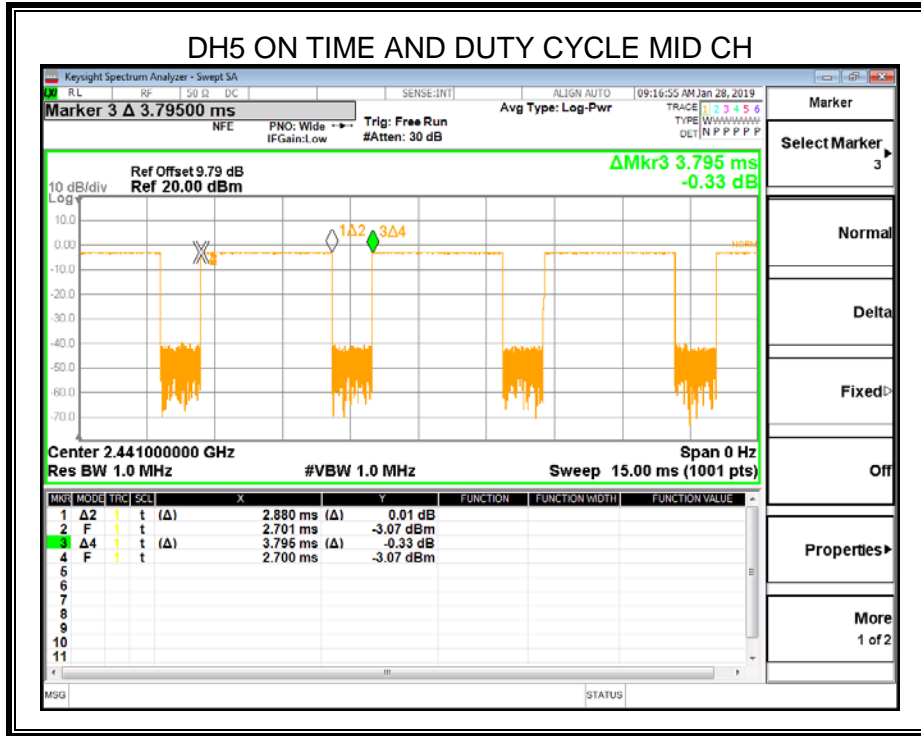 DH5 ON TIME AND DUTY CYCLE MID CH
Keysight Spectrum Analyzer - Swept SA
RL RF 50 Ω DC SENSE:INT ALIGN AUTO 09:16:55 AM Jan 28, 2019
Marker 3 Δ 3.79500 ms
NFE
PNO: Wide
IFGain:Low
Trig: Free Run
#Atten: 30 dB
Avg Type: Log-Pwr
TRACE 1 2 3 4 5 6
TYPE WWWWWW
DET N P P P P P
ΔMkr3 3.795 ms
-0.33 dB
Ref Offset 9.79 dB
10 dB/div Ref 20.00 dBm
Log
10.0
0.00
-10.0
-20.0
-30.0
-40.0
-50.0
-60.0
-70.0
1Δ2
3Δ4
NORM
Center 2.441000000 GHz Span 0 Hz
Res BW 1.0 MHz #VBW 1.0 MHz Sweep 15.00 ms (1001 pts)
MKR MODE TRC SCL X Y FUNCTION FUNCTION WIDTH FUNCTION VALUE
1 Δ2 1 t (Δ) 2.880 ms (Δ) 0.01 dB
2 F 1 t 2.701 ms -3.07 dBm
3 Δ4 1 t (Δ) 3.795 ms (Δ) -0.33 dB
4 F 1 t 2.700 ms -3.07 dBm
5
6
7
8
9
10
11
MSG STATUS
Marker
Select Marker
3
Normal
Delta
Fixed
Off
Properties
More
1 of 2